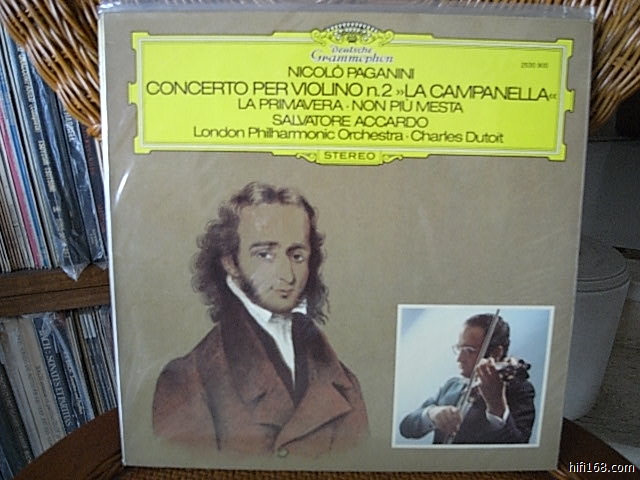 Deutsche
Grammophon
2530 900
NICOLÒ PAGANINI
CONCERTO PER VIOLINO n.2 »LA CAMPANELLA«
LA PRIMAVERA · NON PIÙ MESTA
SALVATORE ACCARDO
London Philharmonic Orchestra · Charles Dutoit
STEREO
hifi168.com